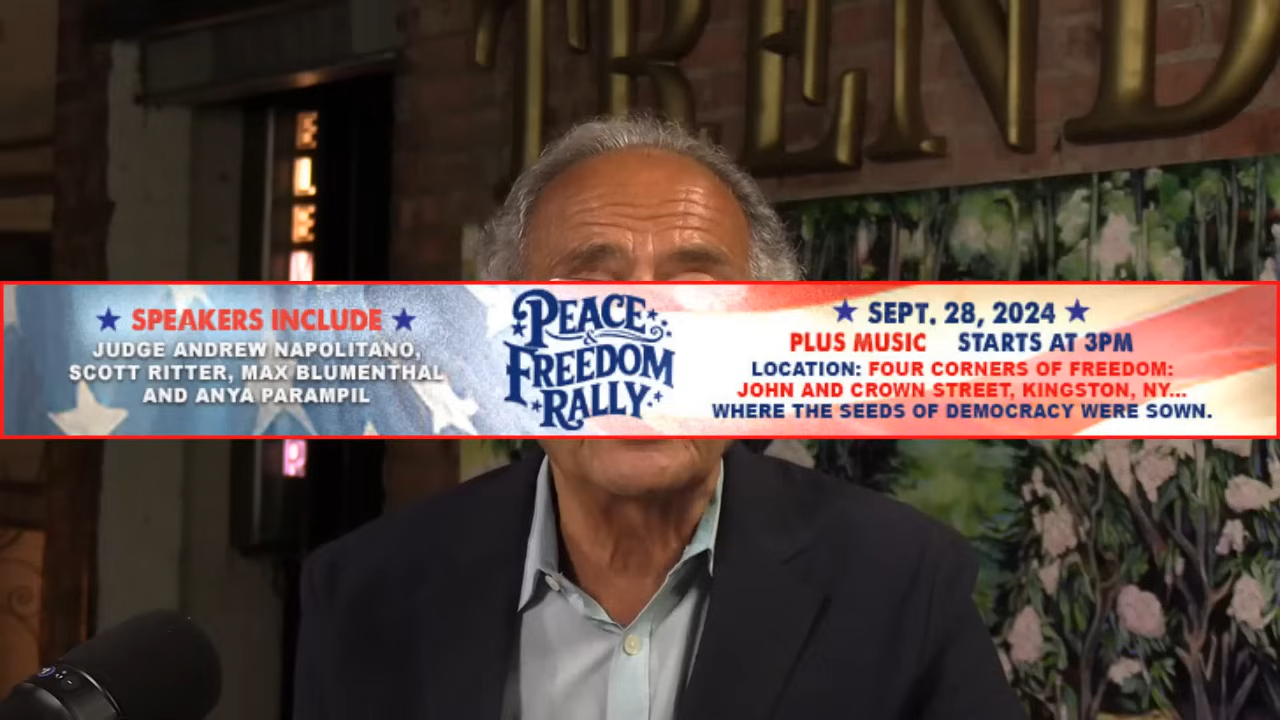 TREND
E
L
E
P
★ SPEAKERS INCLUDE ★
JUDGE ANDREW NAPOLITANO,
SCOTT RITTER, MAX BLUMENTHAL
AND ANYA PARAMPIL
PEACE
&
FREEDOM
RALLY
★ SEPT. 28, 2024 ★
PLUS MUSIC STARTS AT 3PM
LOCATION: FOUR CORNERS OF FREEDOM:
JOHN AND CROWN STREET, KINGSTON, NY...
WHERE THE SEEDS OF DEMOCRACY WERE SOWN.